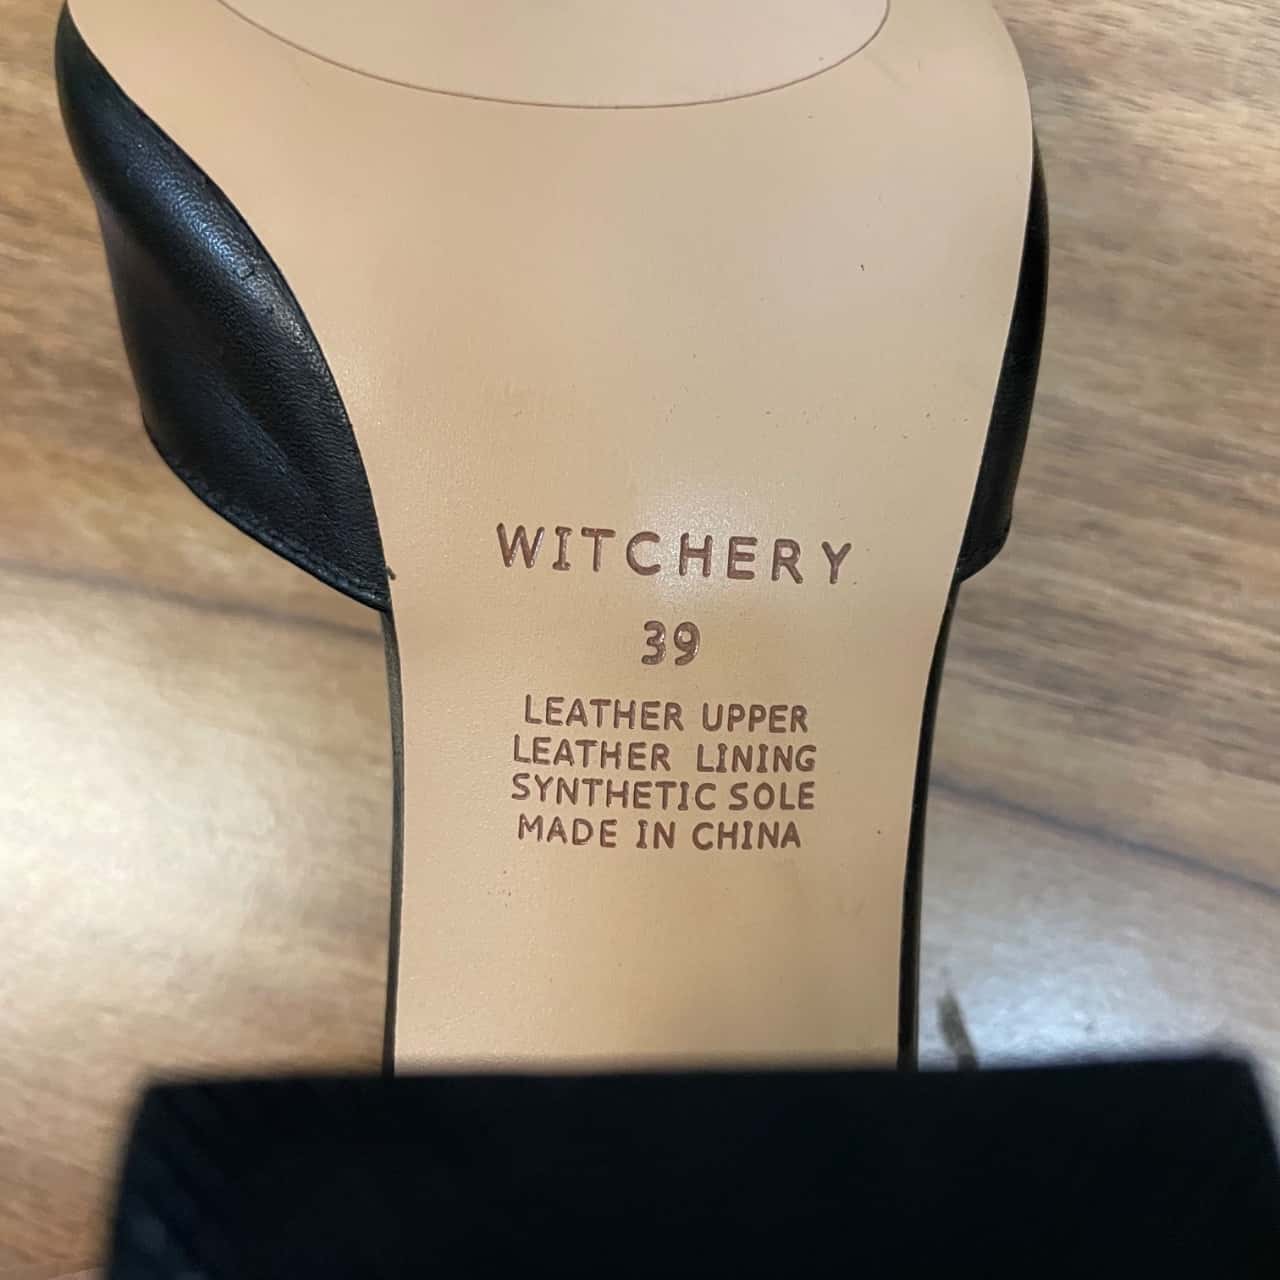 WITCHERY
39
LEATHER UPPER
LEATHER LINING
SYNTHETIC SOLE
MADE IN CHINA